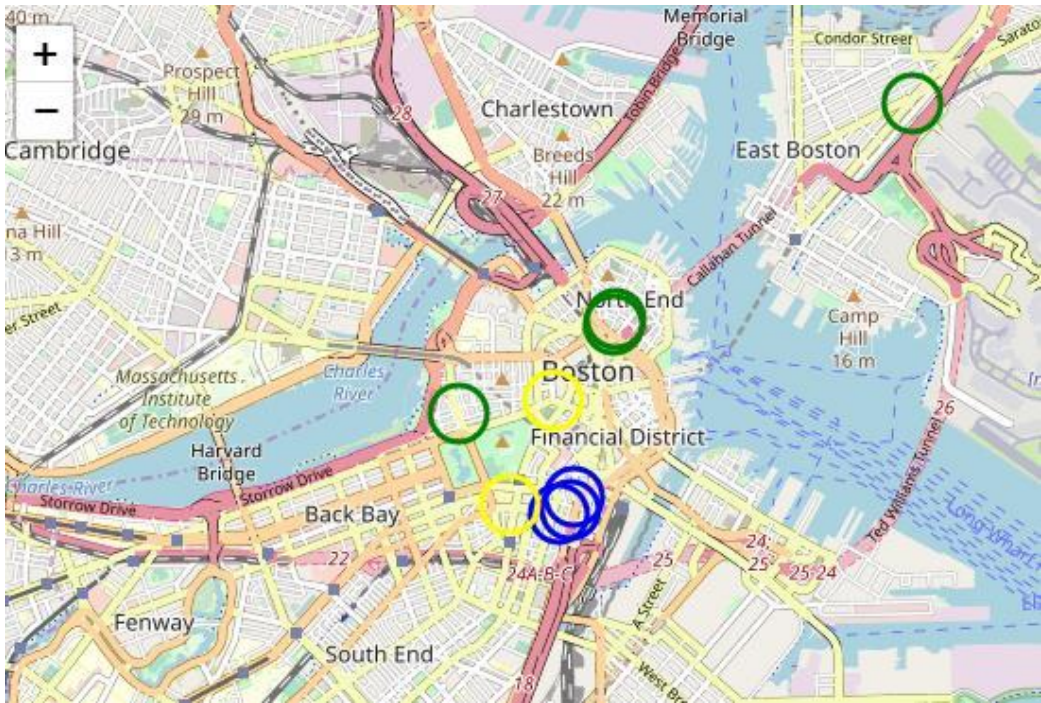 40 m
+
−
Prospect
Hill
29 m
Cambridge
28
Charlestown
Tobin Bridge
Memorial
Bridge
Condor Street
Breeds
Hill
22 m
East Boston
27
Callahan Tunnel
na Hill
3 m
er Street
North End
Camp
Hill
16 m
Massachusetts
Institute
of Technology
Charles
River
Boston
Harvard
Bridge
Financial District
26
Charles River
Storrow Drive
Storrow Drive
Back Bay
Ted Williams Tunnel
22
24A-B-C
25
24;
25
25-24
A Street
Fenway
South End
18